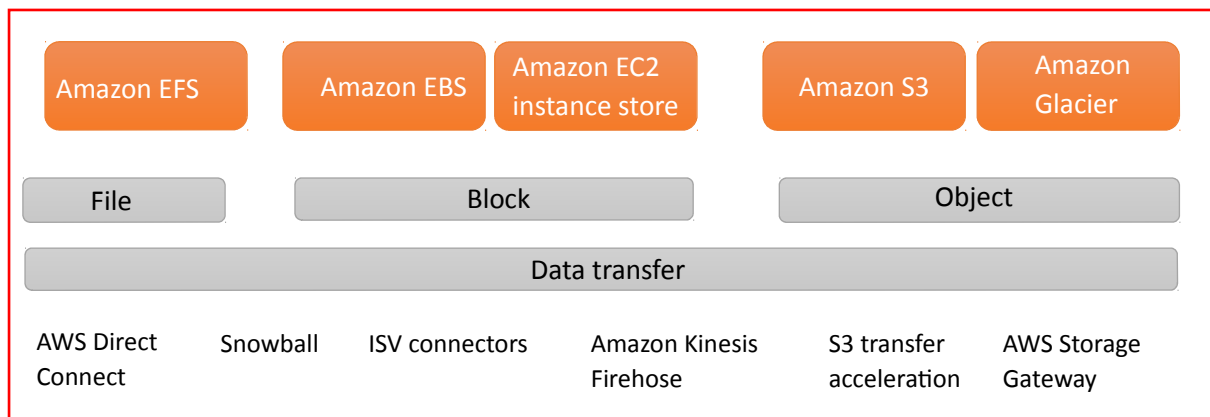 Amazon EFS
Amazon EBS
Amazon EC2
instance store
Amazon S3
Amazon
Glacier
File
Block
Object
Data transfer
AWS Direct
Connect
Snowball
ISV connectors
Amazon Kinesis
Firehose
S3 transfer
acceleration
AWS Storage
Gateway